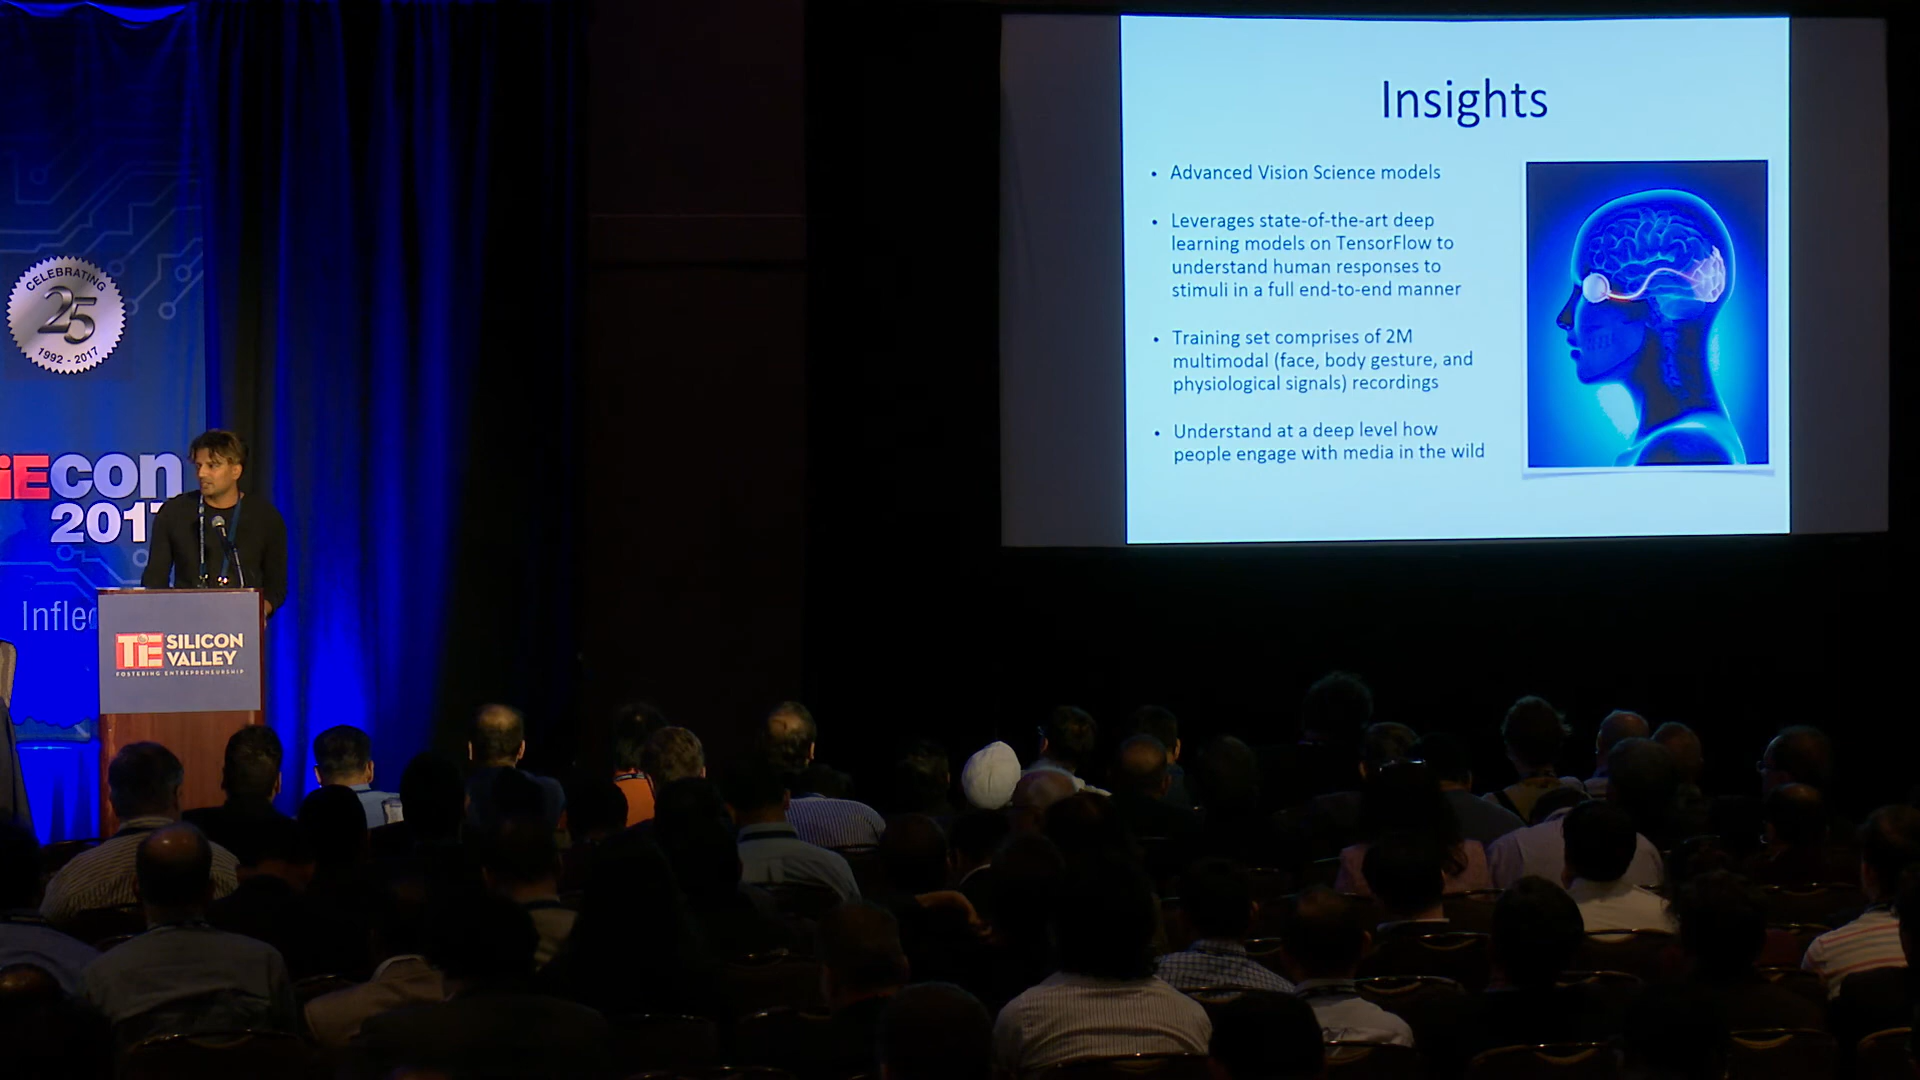 Insights
• Advanced Vision Science models
• Leverages state-of-the-art deep
learning models on TensorFlow to
understand human responses to
stimuli in a full end-to-end manner
• Training set comprises of 2M
multimodal (face, body gesture, and
physiological signals) recordings
• Understand at a deep level how
people engage with media in the wild
CELEBRATING
25
1992 - 2017
iEcon
201
Infle
TiE SILICON
VALLEY
FOSTERING ENTREPRENEURSHIP